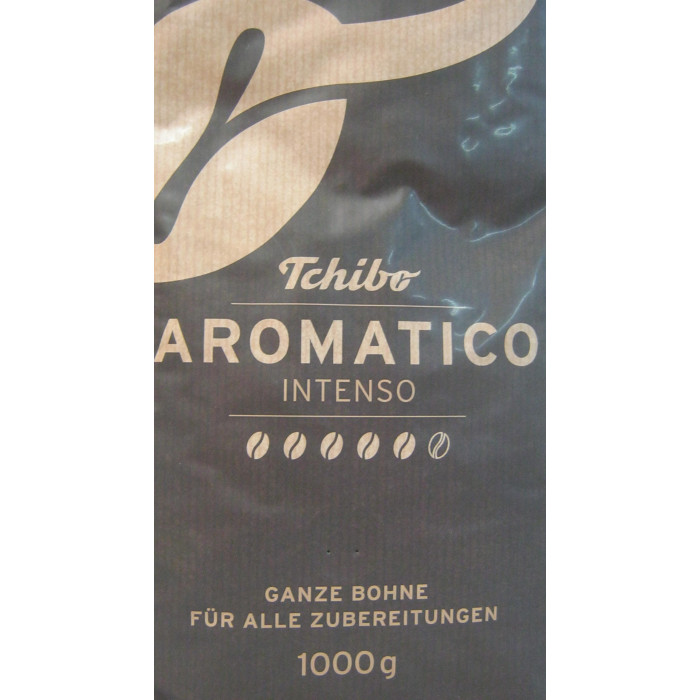 Tchibo
AROMATICO
INTENSO
GANZE BOHNE
FÜR ALLE ZUBEREITUNGEN
1000g